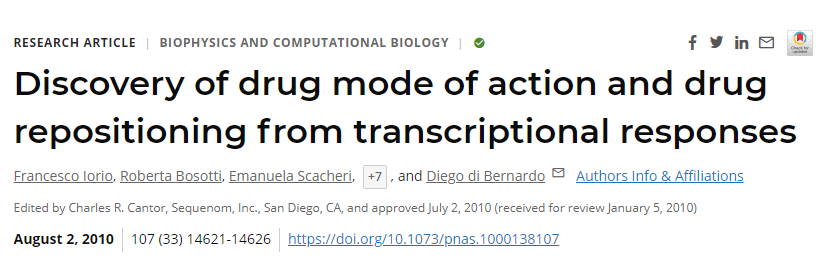 RESEARCH ARTICLE | BIOPHYSICS AND COMPUTATIONAL BIOLOGY |
Discovery of drug mode of action and drug
repositioning from transcriptional responses
Francesco Iorio, Roberta Bosotti, Emanuela Scacheri, +7 , and Diego di Bernardo Authors Info & Affiliations
Edited by Charles R. Cantor, Sequenom, Inc., San Diego, CA, and approved July 2, 2010 (received for review January 5, 2010)
August 2, 2010 | 107 (33) 14621-14626 | https://doi.org/10.1073/pnas.1000138107